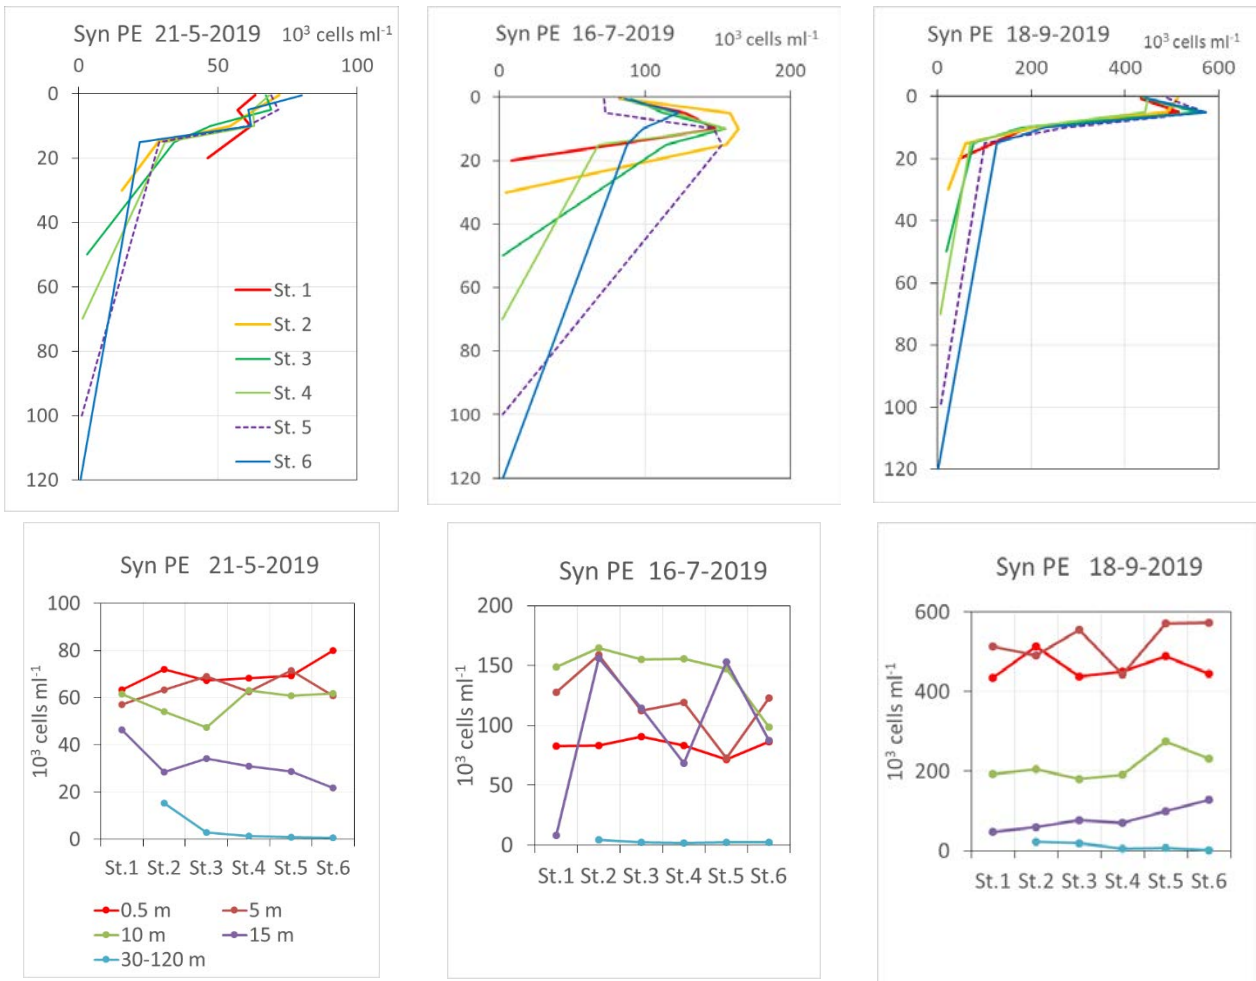 Syn PE 21-5-2019 10³ cells ml⁻¹
0 50 100
0
20
40
60
80
100
120
St. 1
St. 2
St. 3
St. 4
St. 5
St. 6
Syn PE 16-7-2019 10³ cells ml⁻¹
0 100 200
0
20
40
60
80
100
120
Syn PE 18-9-2019 10³ cells ml⁻¹
0 200 400 600
0
20
40
60
80
100
120
Syn PE 21-5-2019
10³ cells ml⁻¹
100
80
60
40
20
0
St.1 St.2 St.3 St.4 St.5 St.6
0.5 m 5 m
10 m 15 m
30-120 m
Syn PE 16-7-2019
10³ cells ml⁻¹
200
150
100
50
0
St.1 St.2 St.3 St.4 St.5 St.6
Syn PE 18-9-2019
10³ cells ml⁻¹
600
400
200
0
St.1 St.2 St.3 St.4 St.5 St.6